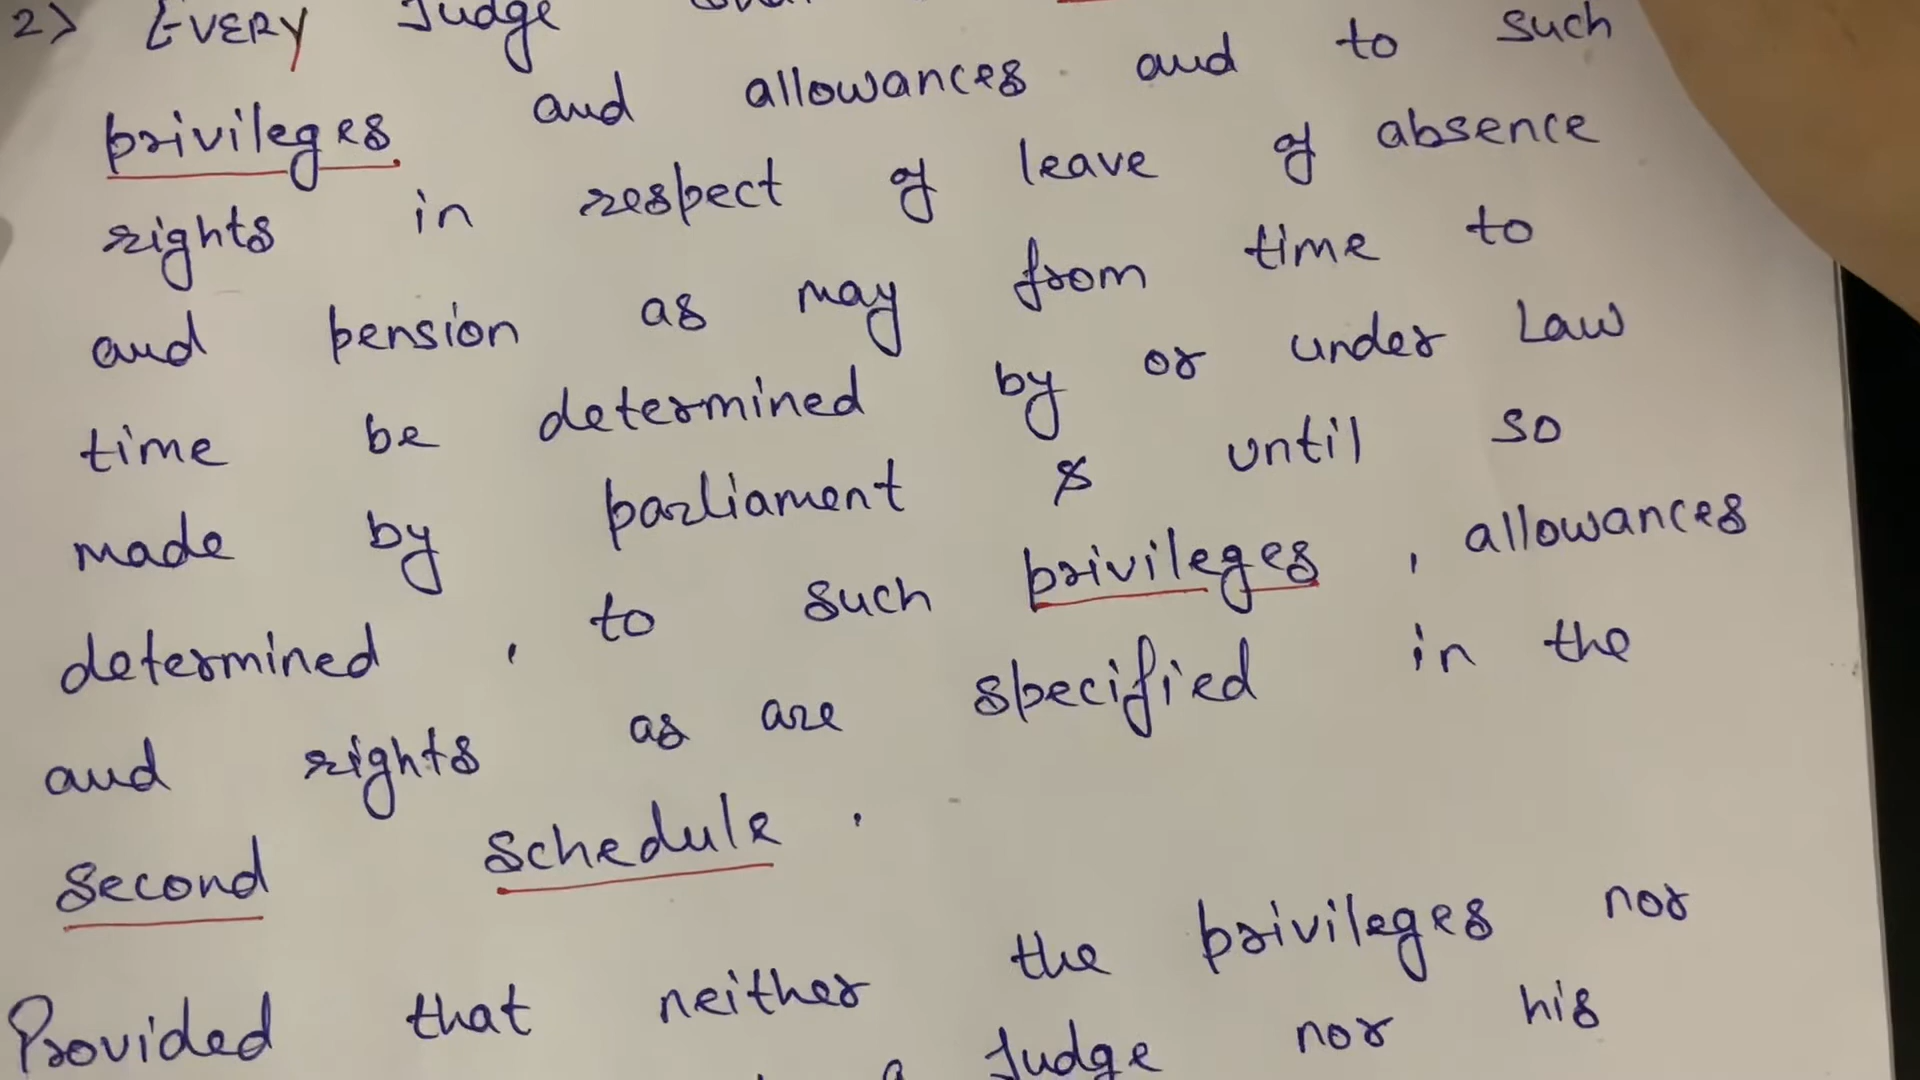 2) EVERY Judge
privileges and allowances and to such
rights in respect of leave of absence
and pension as may from time to
time be determined by or under Law
made by parliament & until so
determined , to such privileges , allowances
and rights as are specified in the
Second Schedule .
Provided that neither the privileges nor
a Judge nor his